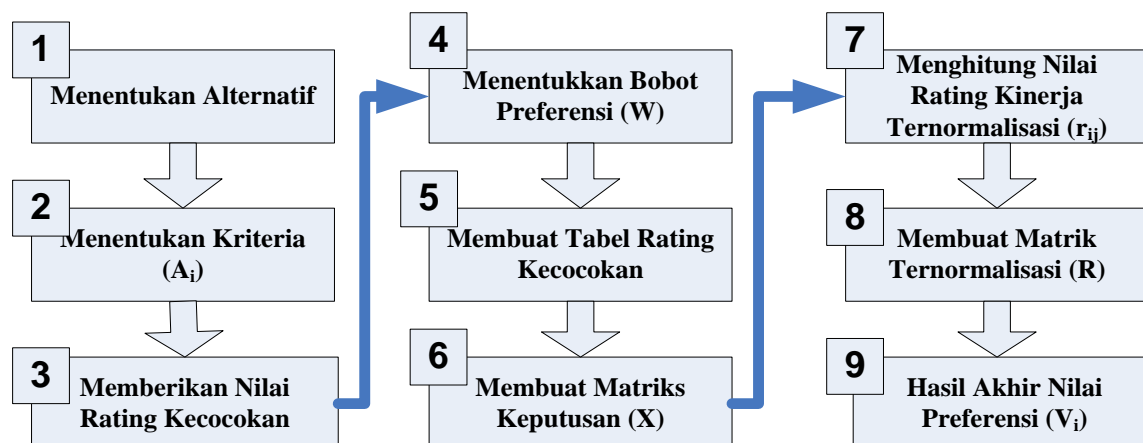 1
Menentukan Alternatif
2
Menentukan Kriteria
(Aᵢ)
3
Memberikan Nilai
Rating Kecocokan
4
Menentukkan Bobot
Preferensi (W)
5
Membuat Tabel Rating
Kecocokan
6
Membuat Matriks
Keputusan (X)
7
Menghitung Nilai
Rating Kinerja
Ternormalisasi (rᵢⱼ)
8
Membuat Matrik
Ternormalisasi (R)
9
Hasil Akhir Nilai
Preferensi (Vᵢ)